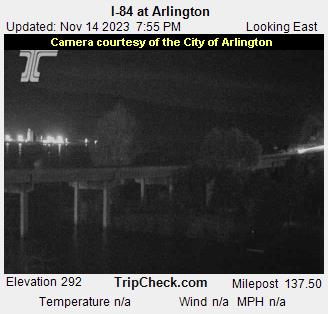 I-84 at Arlington
Updated: Nov 14 2023 7:55 PM Looking East
Camera courtesy of the City of Arlington
Elevation 292 TripCheck.com Milepost 137.50
Temperature n/a Wind n/a MPH n/a